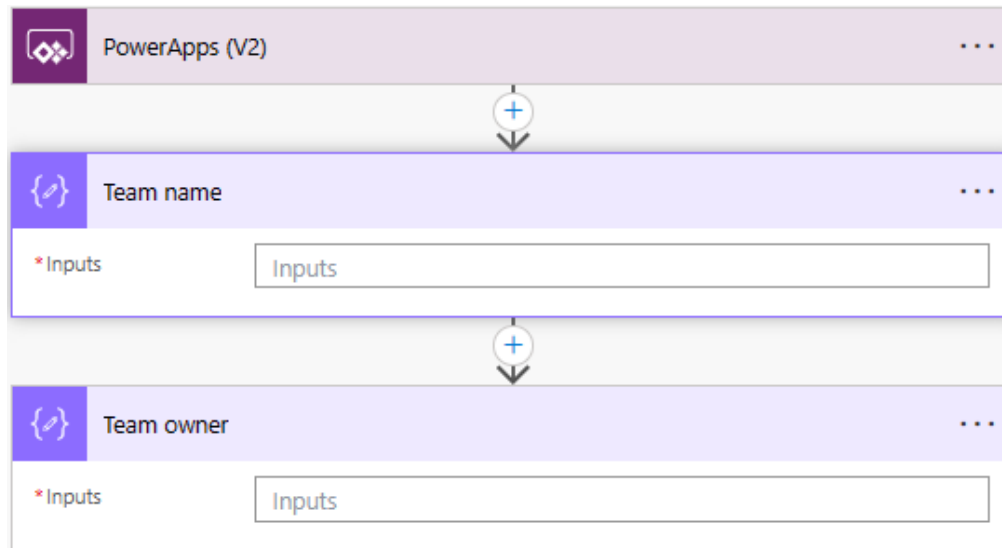 PowerApps (V2)
Team name
*Inputs
Inputs
Team owner
*Inputs
Inputs